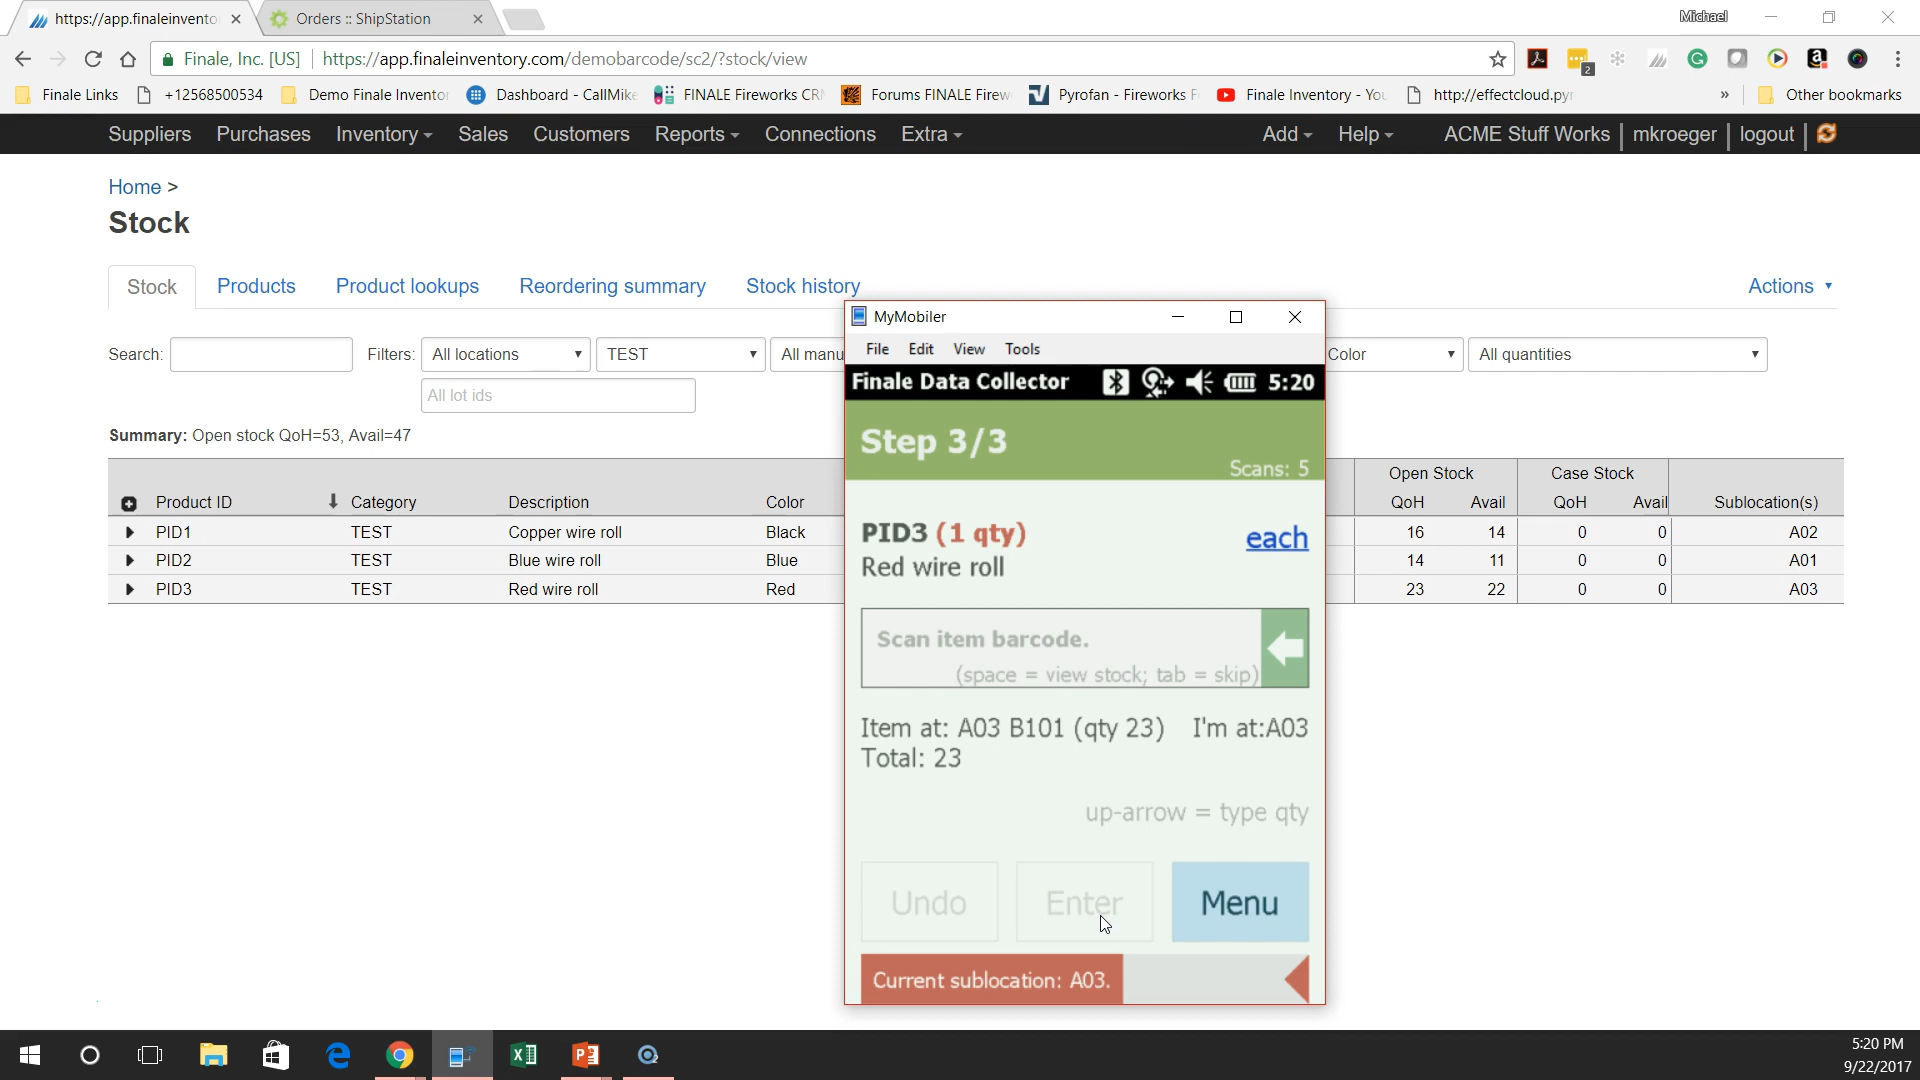 https://app.finaleinvento
Orders :: ShipStation
Michael
Finale, Inc. [US]
https://app.finaleinventory.com/demobarcode/sc2/?stock/view
2
Finale Links
+12568500534
Demo Finale Invento
Dashboard - CallMike
FINALE Fireworks CR
Forums FINALE Firew
Pyrofan - Fireworks F
Finale Inventory - You
http://effectcloud.pyr
»
Other bookmarks
Suppliers
Purchases
Inventory
Sales
Customers
Reports
Connections
Extra
Add
Help
ACME Stuff Works
mkroeger
logout
Home >
Stock
Stock
Products
Product lookups
Reordering summary
Stock history
Actions
Search:
Filters:
All locations
TEST
All manu
Color
All quantities
All lot ids
Summary: Open stock QoH=53, Avail=47
Open Stock
Case Stock
Product ID
Category
Description
Color
QoH
Avail
QoH
Avail
Sublocation(s)
PID1 TEST Copper wire roll Black 16 14 0 0 A02
PID2 TEST Blue wire roll Blue 14 11 0 0 A01
PID3 TEST Red wire roll Red 23 22 0 0 A03
MyMobiler
File Edit View Tools
Finale Data Collector
5:20
Step 3/3
Scans: 5
PID3 (1 qty)
each
Red wire roll
Scan item barcode.
(space = view stock; tab = skip)
Item at: A03 B101 (qty 23) I'm at:A03
Total: 23
up-arrow = type qty
Undo
Enter
Menu
Current sublocation: A03.
5:20 PM
9/22/2017